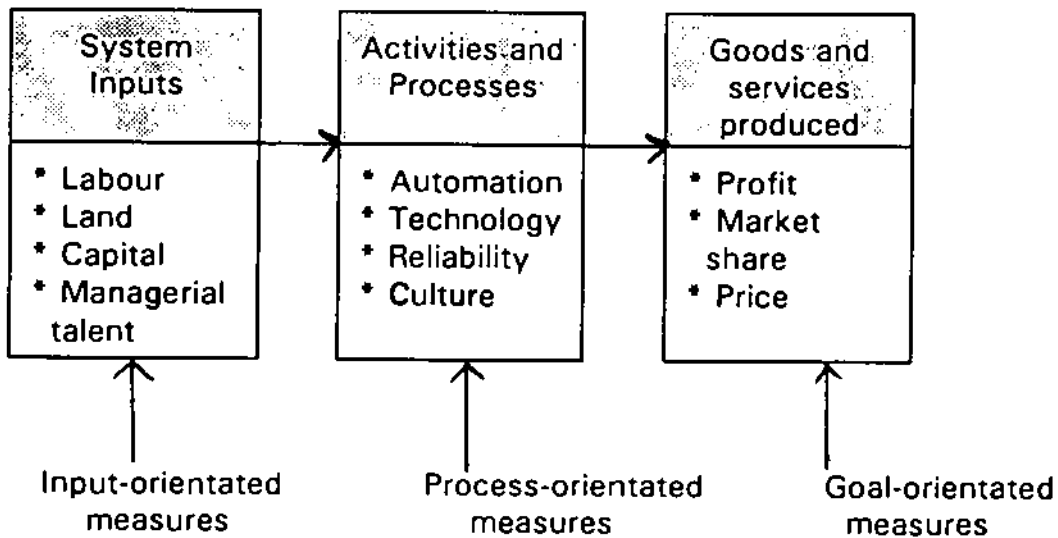 System
Inputs
* Labour
* Land
* Capital
* Managerial
talent
Activities and
Processes
* Automation
* Technology
* Reliability
* Culture
Goods and
services
produced
* Profit
* Market
share
* Price
Input-orientated
measures
Process-orientated
measures
Goal-orientated
measures